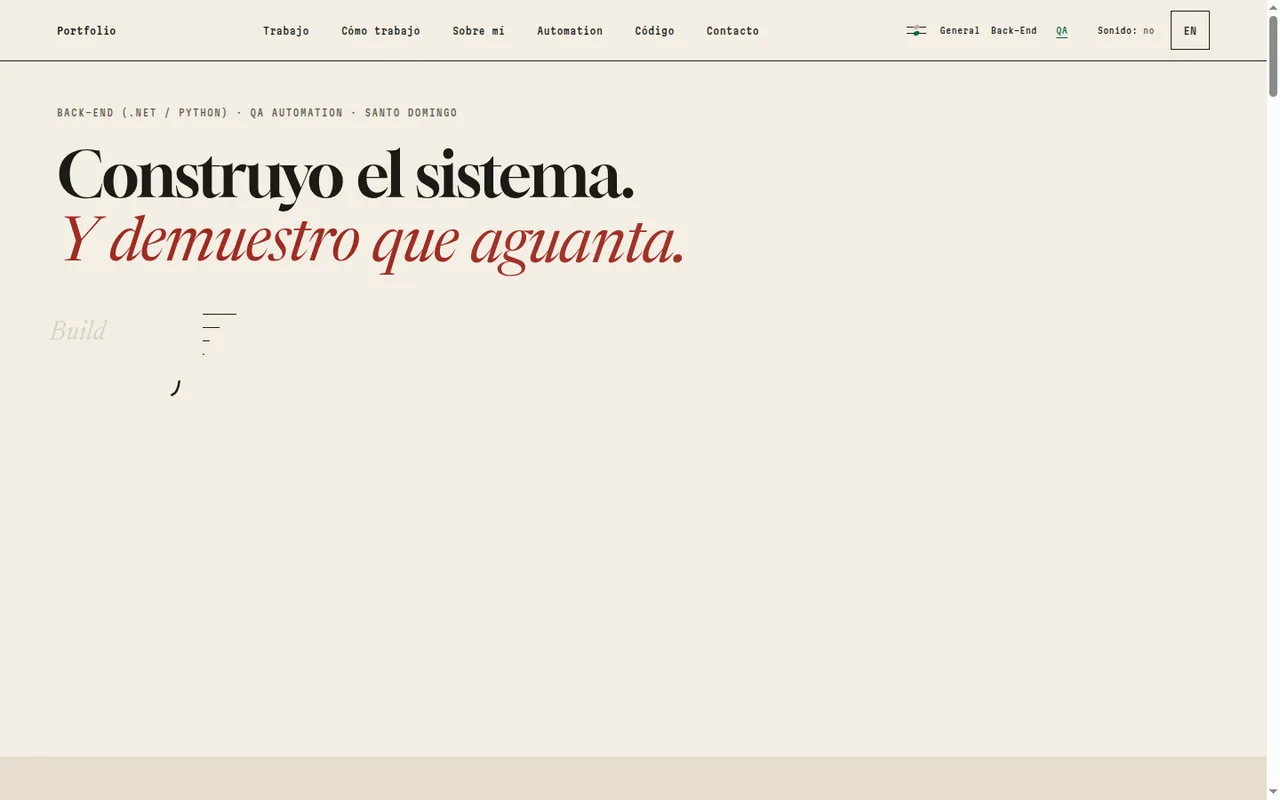 Portfolio
Trabajo Cómo trabajo Sobre mí Automation Código Contacto
General Back-End QA
Sonido: no
EN
BACK-END (.NET / PYTHON) · QA AUTOMATION · SANTO DOMINGO
Construyo el sistema.
Y demuestro que aguanta.
Build